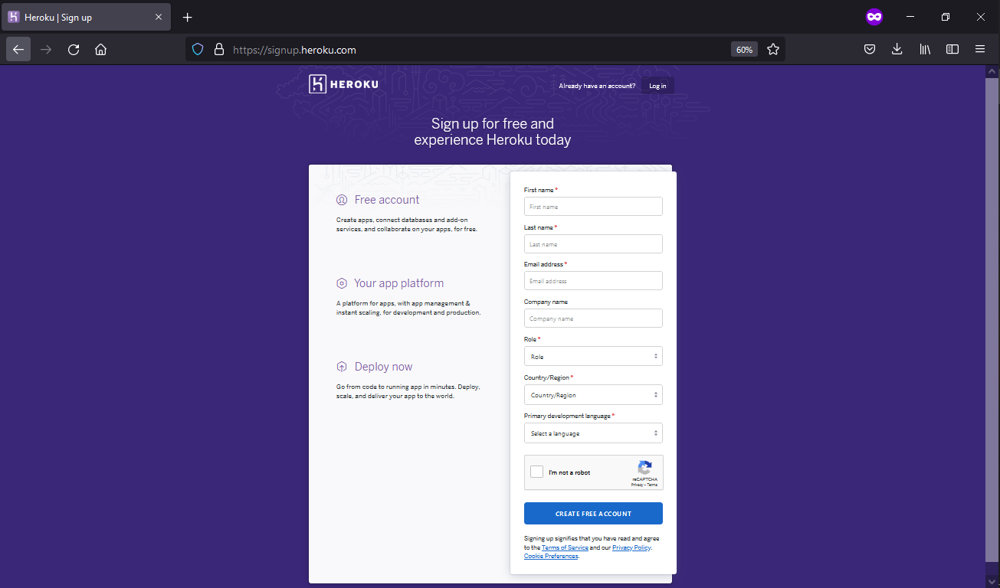 Heroku | Sign up
https://signup.heroku.com
60%
HEROKU
Already have an account?
Log in
Sign up for free and
experience Heroku today
Free account
Create apps, connect databases and add-on
services, and collaborate on your apps, for free.
Your app platform
A platform for apps, with app management &
instant scaling, for development and production.
Deploy now
Go from code to running app in minutes. Deploy,
scale, and deliver your app to the world.
First name *
First name
Last name *
Last name
Email address *
Email address
Company name
Company name
Role *
Role
Country/Region *
Country/Region
Primary development language *
Select a language
I'm not a robot
reCAPTCHA
Privacy - Terms
CREATE FREE ACCOUNT
Signing up signifies that you have read and agree
to the Terms of Service and our Privacy Policy.
Cookie Preferences.